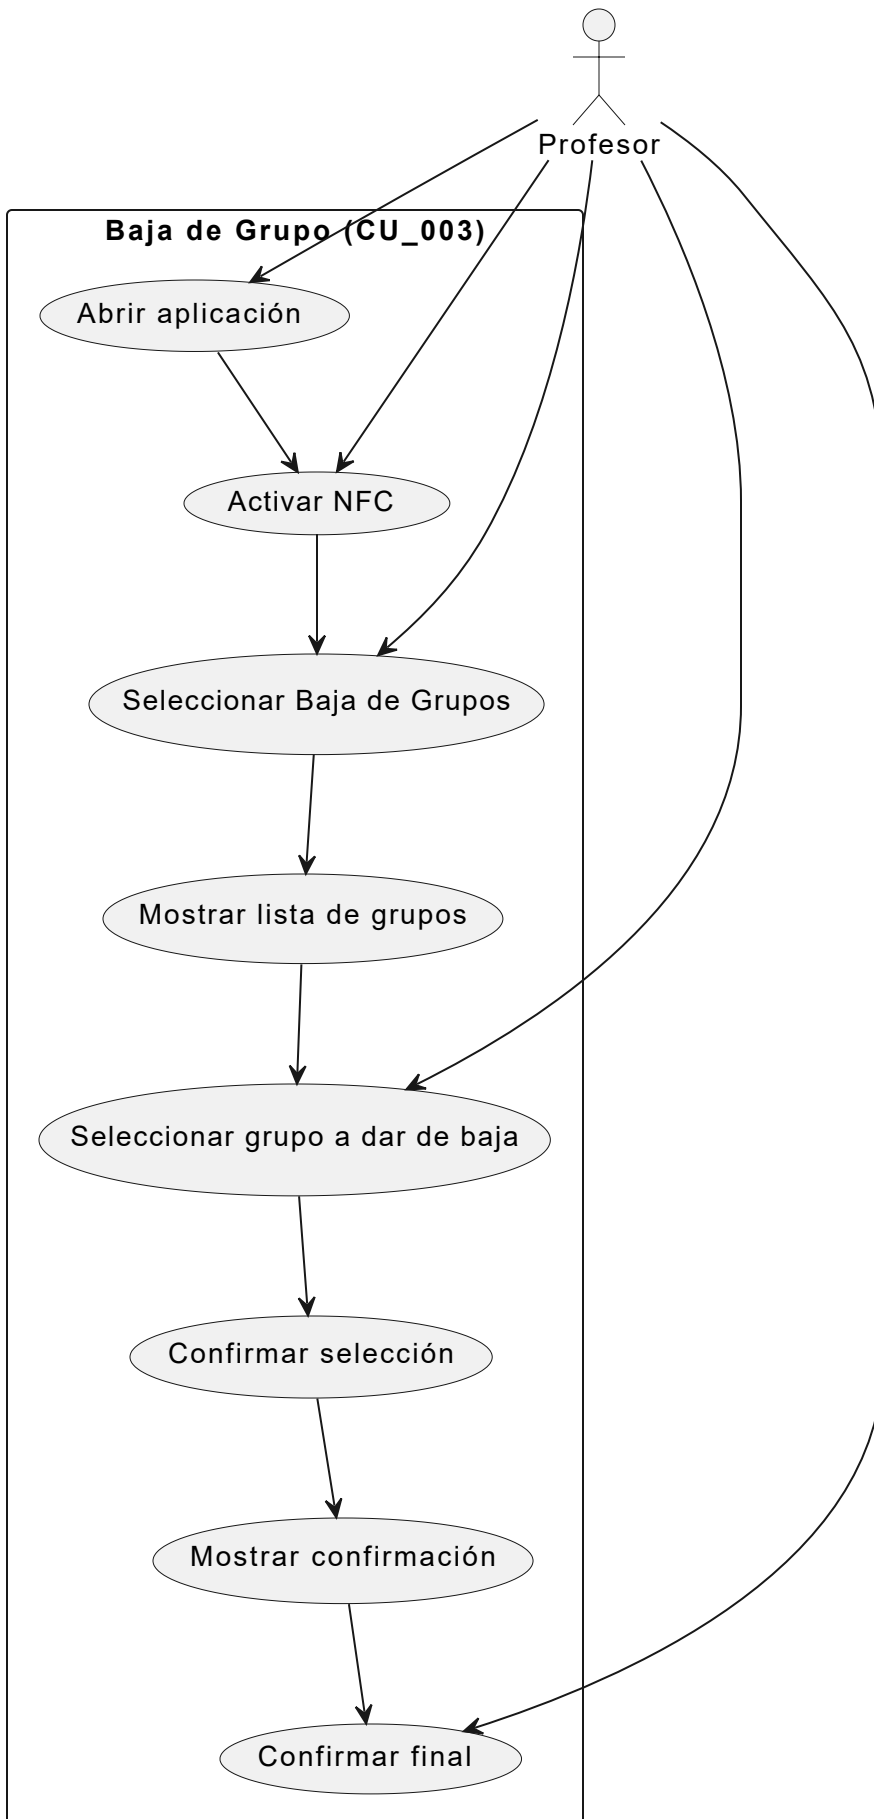 Profesor
Baja de Grupo (CU_003)
Abrir aplicación
Activar NFC
Seleccionar Baja de Grupos
Mostrar lista de grupos
Seleccionar grupo a dar de baja
Confirmar selección
Mostrar confirmación
Confirmar final